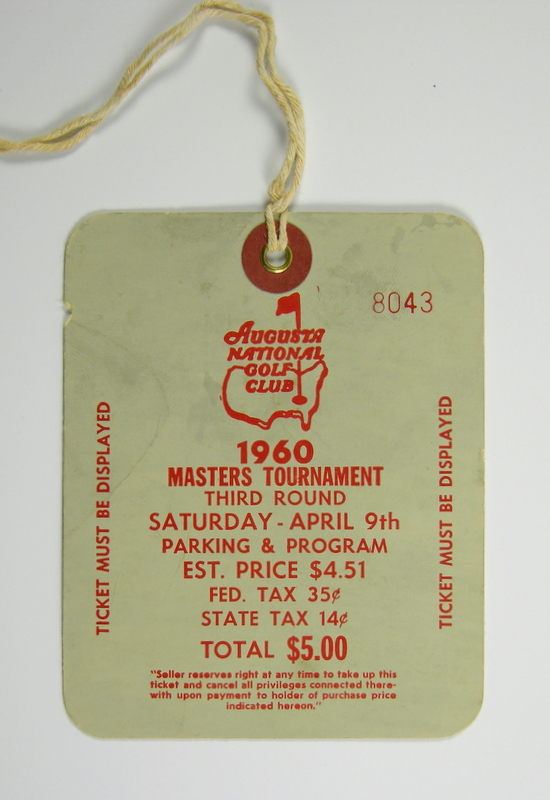 8043
Augusta
National
Golf
Club
1960
MASTERS TOURNAMENT
THIRD ROUND
SATURDAY - APRIL 9th
PARKING & PROGRAM
EST. PRICE $4.51
FED. TAX 35¢
STATE TAX 14¢
TOTAL $5.00
"Seller reserves right at any time to take up this
ticket and cancel all privileges connected there-
with upon payment to holder of purchase price
indicated hereon."
TICKET MUST BE DISPLAYED
TICKET MUST BE DISPLAYED